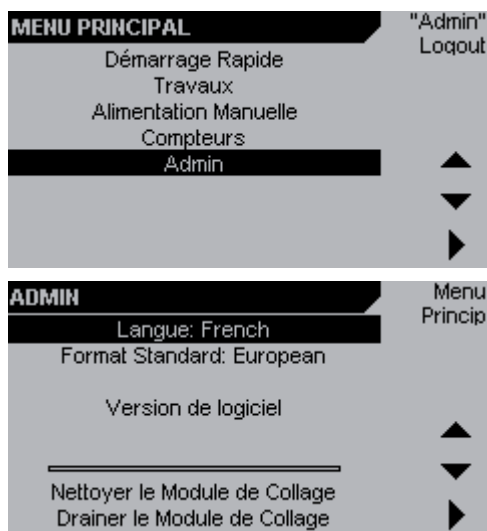 MENU PRINCIPAL
"Admin"
Logout
Démarrage Rapide
Travaux
Alimentation Manuelle
Compteurs
Admin
ADMIN
Menu
Princip
Langue: French
Format Standard: European
Version de logiciel
Nettoyer le Module de Collage
Drainer le Module de Collage